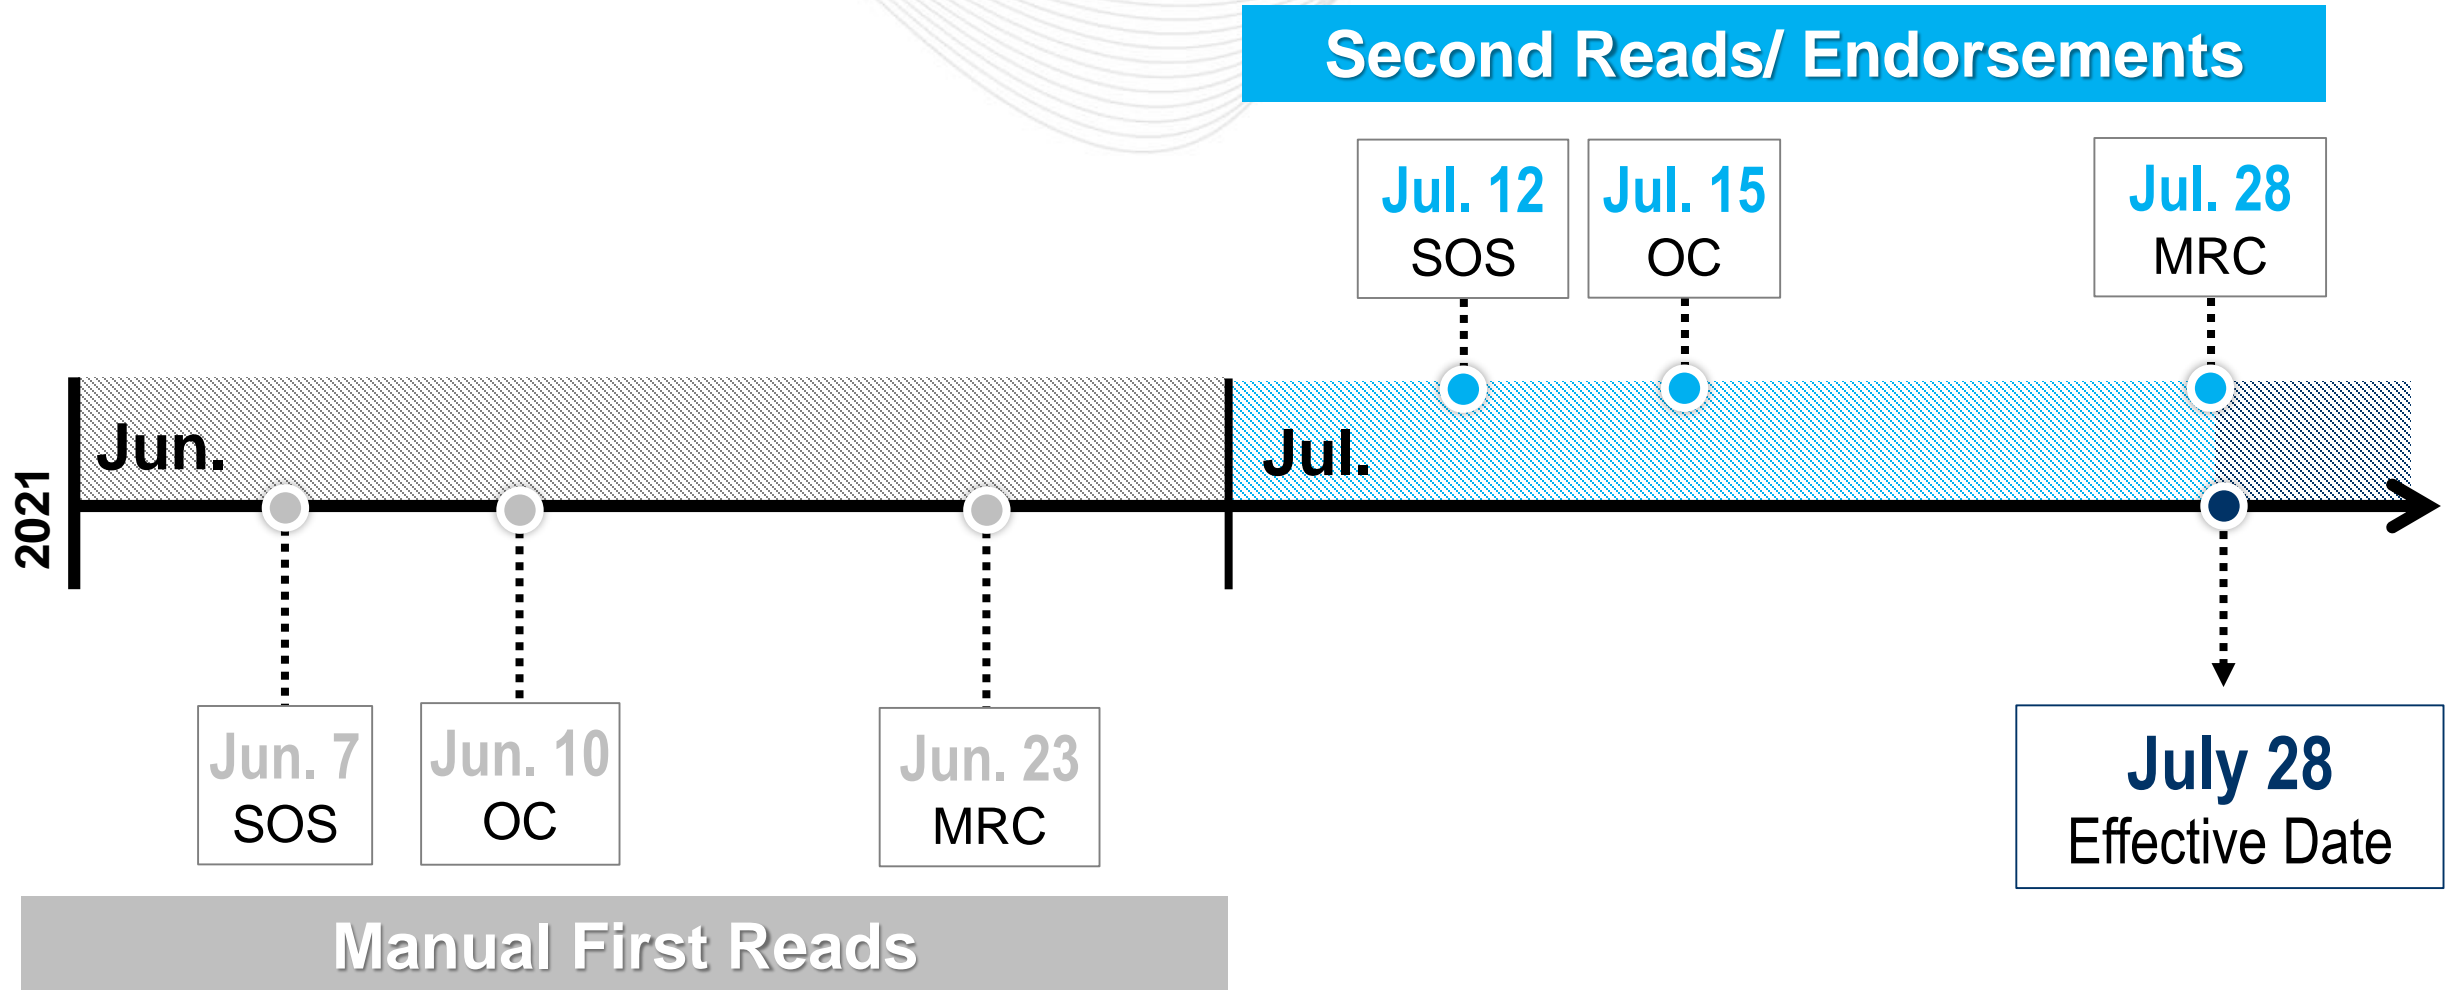 Second Reads/ Endorsements
Jul. 12
SOS
Jul. 15
OC
Jul. 28
MRC
2021
Jun.
Jul.
Jun. 7
SOS
Jun. 10
OC
Jun. 23
MRC
July 28
Effective Date
Manual First Reads